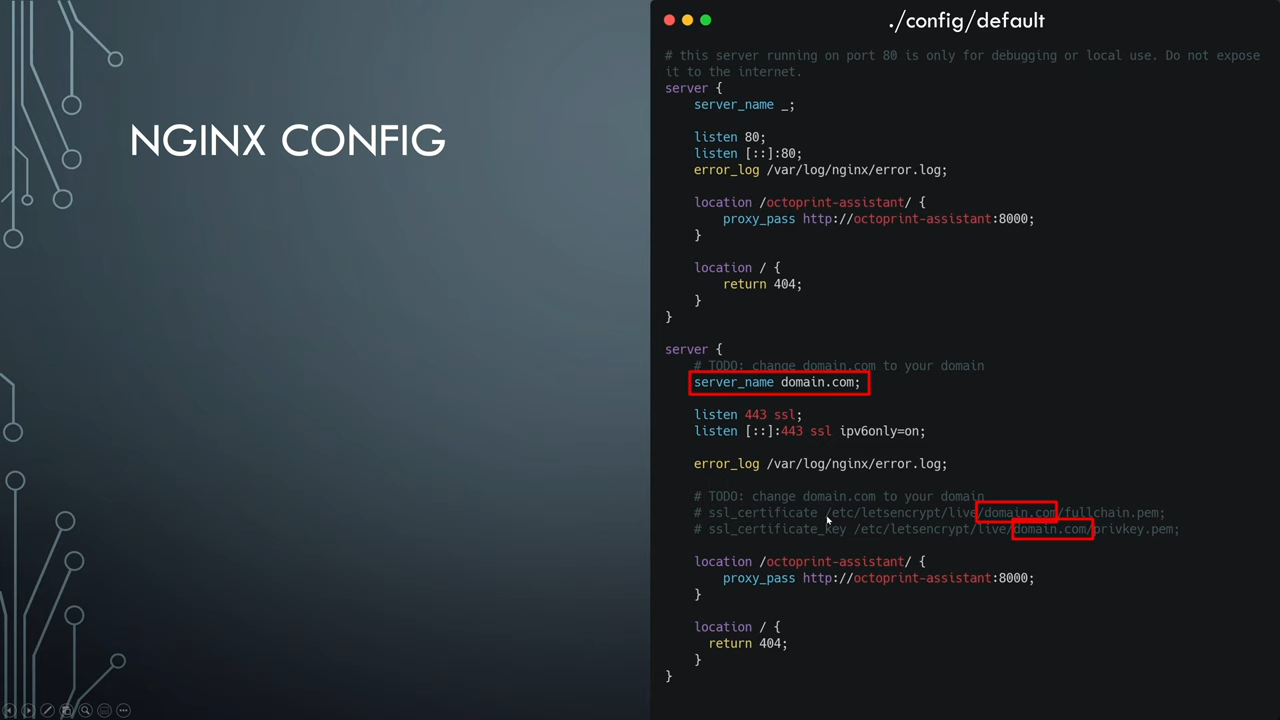 NGINX CONFIG
./config/default
# this server running on port 80 is only for debugging or local use. Do not expose
it to the internet.
server {
server_name _;
listen 80;
listen [::]:80;
error_log /var/log/nginx/error.log;
location /octoprint-assistant/ {
proxy_pass http://octoprint-assistant:8000;
}
location / {
return 404;
}
}
server {
# TODO: change domain.com to your domain
server_name domain.com;
listen 443 ssl;
listen [::]:443 ssl ipv6only=on;
error_log /var/log/nginx/error.log;
# TODO: change domain.com to your domain
# ssl_certificate /etc/letsencrypt/live/domain.com/fullchain.pem;
# ssl_certificate_key /etc/letsencrypt/live/domain.com/privkey.pem;
location /octoprint-assistant/ {
proxy_pass http://octoprint-assistant:8000;
}
location / {
return 404;
}
}